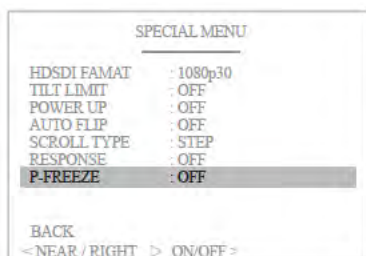 SPECIAL MENU
HDSDI FAMAT : 1080p30
TILT LIMIT : OFF
POWER UP : OFF
AUTO FLIP : OFF
SCROLL TYPE : STEP
RESPONSE : OFF
P-FREEZE : OFF
BACK
< NEAR / RIGHT > ON/OFF >